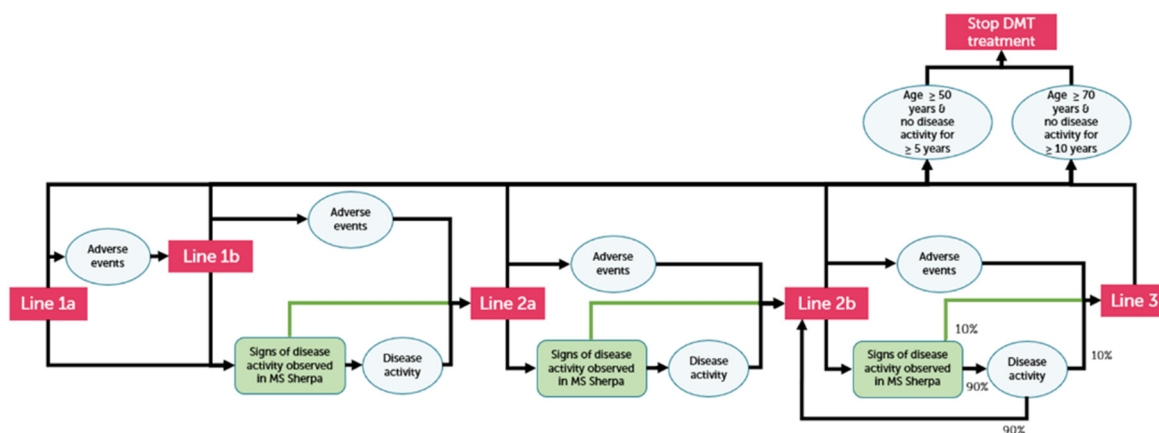 Stop DMT
treatment
Age ≥ 50
years &
no disease
activity for
≥ 5 years
Age ≥ 70
years &
no disease
activity for
≥ 10 years
Adverse
events
Line 1b
Line 1a
Adverse
events
Signs of disease
activity observed
in MS Sherpa
Disease
activity
Line 2a
Adverse
events
Signs of disease
activity observed
in MS Sherpa
Disease
activity
Line 2b
Adverse
events
10%
Signs of disease
activity observed
in MS Sherpa
90%
Disease
activity
10%
90%
Line 3